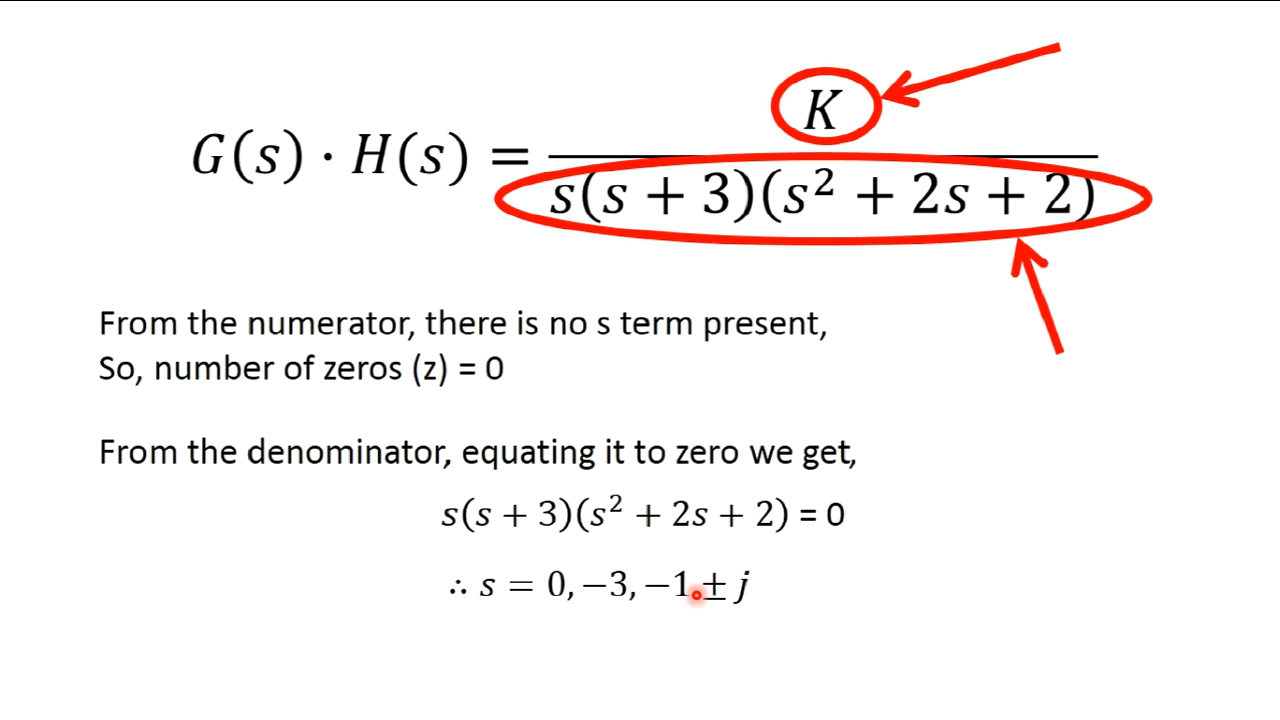 G(s) · H(s) = K / s(s + 3)(s² + 2s + 2)
From the numerator, there is no s term present,
So, number of zeros (z) = 0
From the denominator, equating it to zero we get,
s(s + 3)(s² + 2s + 2) = 0
∴ s = 0, −3, −1 ± j